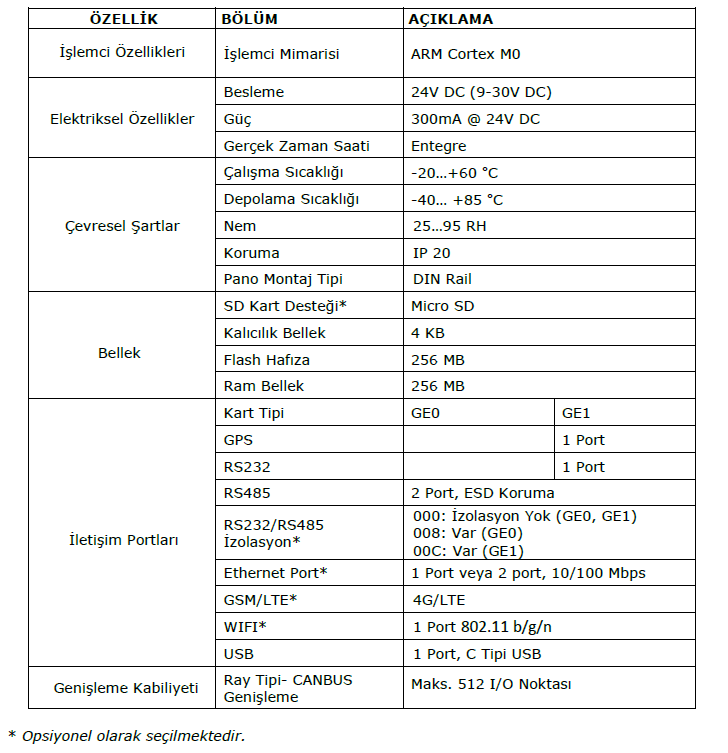 ÖZELLİK BÖLÜM AÇIKLAMA
İşlemci Özellikleri İşlemci Mimarisi ARM Cortex M0
Elektriksel Özellikler
Besleme 24V DC (9-30V DC)
Güç 300mA @ 24V DC
Gerçek Zaman Saati Entegre
Çevresel Şartlar
Çalışma Sıcaklığı -20…+60 °C
Depolama Sıcaklığı -40… +85 °C
Nem 25…95 RH
Koruma IP 20
Pano Montaj Tipi DIN Rail
Bellek
SD Kart Desteği* Micro SD
Kalıcılık Bellek 4 KB
Flash Hafıza 256 MB
Ram Bellek 256 MB
İletişim Portları
Kart Tipi GE0 GE1
GPS 1 Port
RS232 1 Port
RS485 2 Port, ESD Koruma
RS232/RS485
İzolasyon*
000: İzolasyon Yok (GE0, GE1)
008: Var (GE0)
00C: Var (GE1)
Ethernet Port* 1 Port veya 2 port, 10/100 Mbps
GSM/LTE* 4G/LTE
WIFI* 1 Port 802.11 b/g/n
USB 1 Port, C Tipi USB
Genişleme Kabiliyeti
Ray Tipi- CANBUS
Genişleme
Maks. 512 I/O Noktası
* Opsiyonel olarak seçilmektedir.